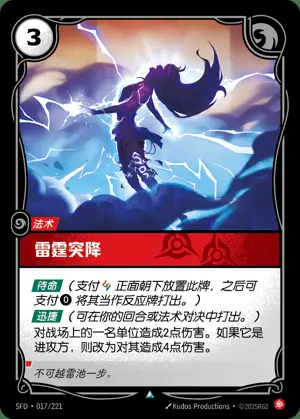 3
法术
雷霆突降
待命 （支付 正面朝下放置此牌，之后可
支付 0 将其当作反应牌打出。）
迅捷 （可在你的回合或法术对决中打出。）
对战场上的一名单位造成2点伤害。如果它是
进攻方，则改为对其造成4点伤害。
不可越雷池一步。
SFD • 017/221
Kudos Productions • ©2025RGI